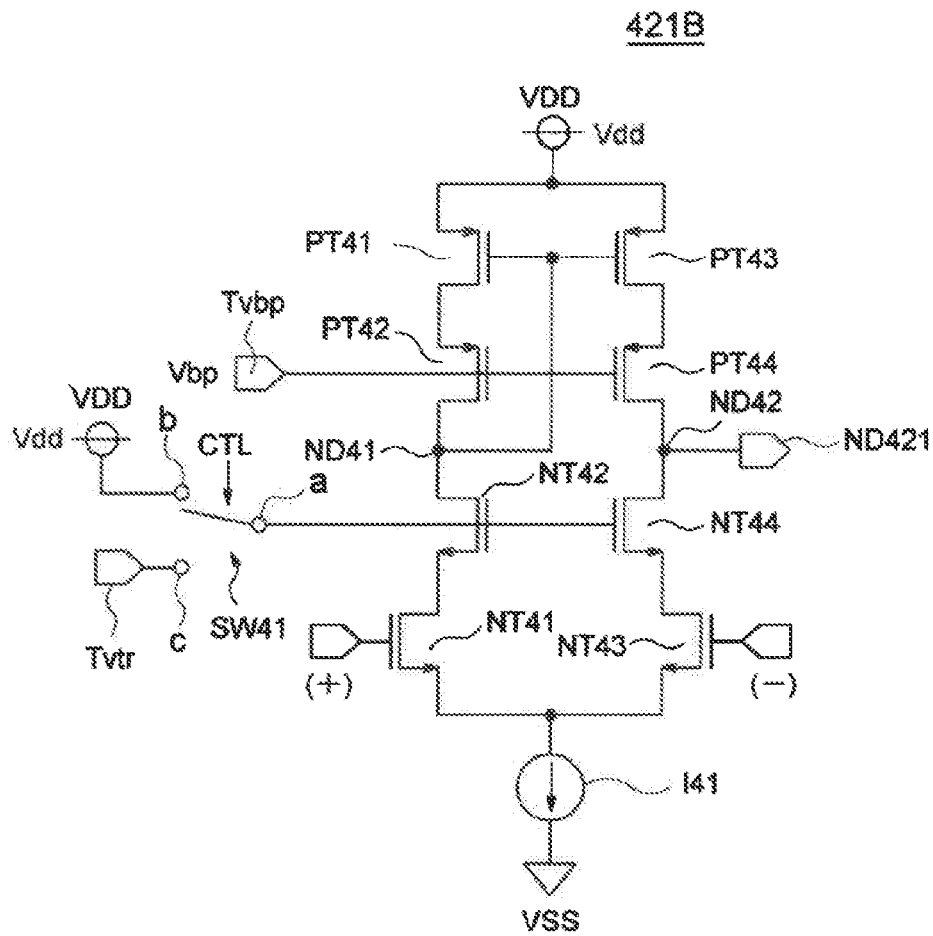 421B
VDD
Vdd
PT41
PT43
Tvbp
PT42
Vbp
PT44
VDD
ND42
Vdd
b
CTL
ND41
ND421
a
NT42
NT44
Tvtr
c
SW41
NT41
NT43
(+)
(−)
I41
VSS